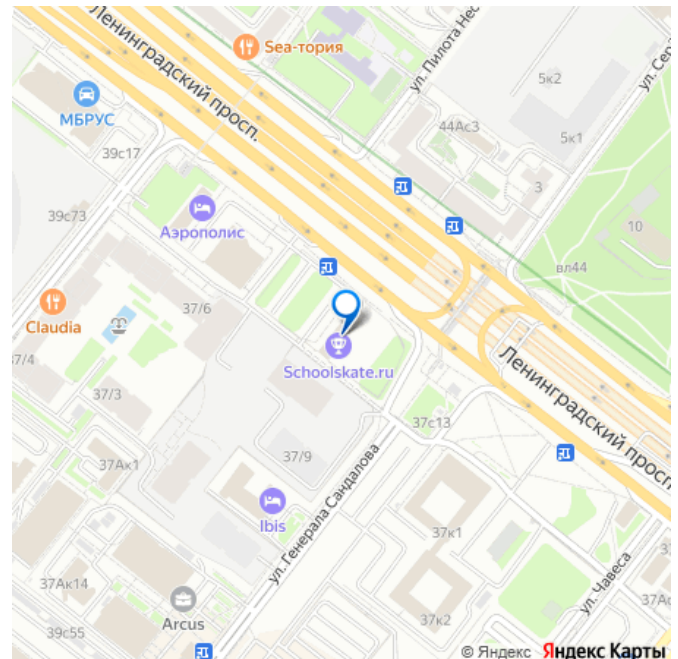 Ленинградский просп.
Sea-тория
ул. Пилота Нес
5к2
ул. Сер
МБРУС
44Ас3
5к1
39с17
3
Аэрополис
39с73
10
вл44
37/6
Claudia
Schoolskate.ru
37/4
Ленинградский просп.
37/3
37с13
37Ак1
37/9
ул. Генерала Сандалова
Ibis
37к1
ул. Чавеса
37Ак14
37Ас
Arcus
37к2
39с55
© Яндекс Яндекс Карты